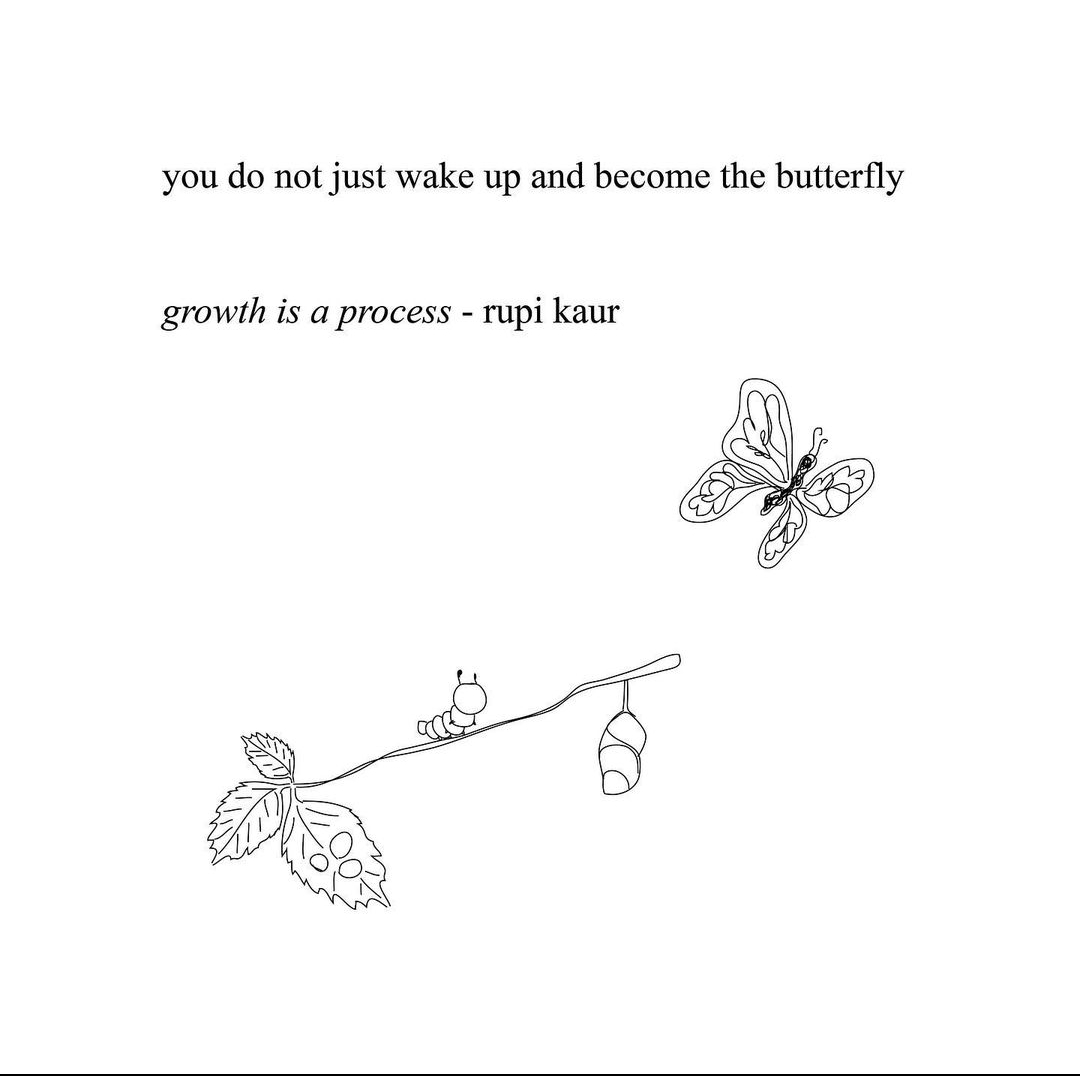 you do not just wake up and become the butterfly
growth is a process - rupi kaur